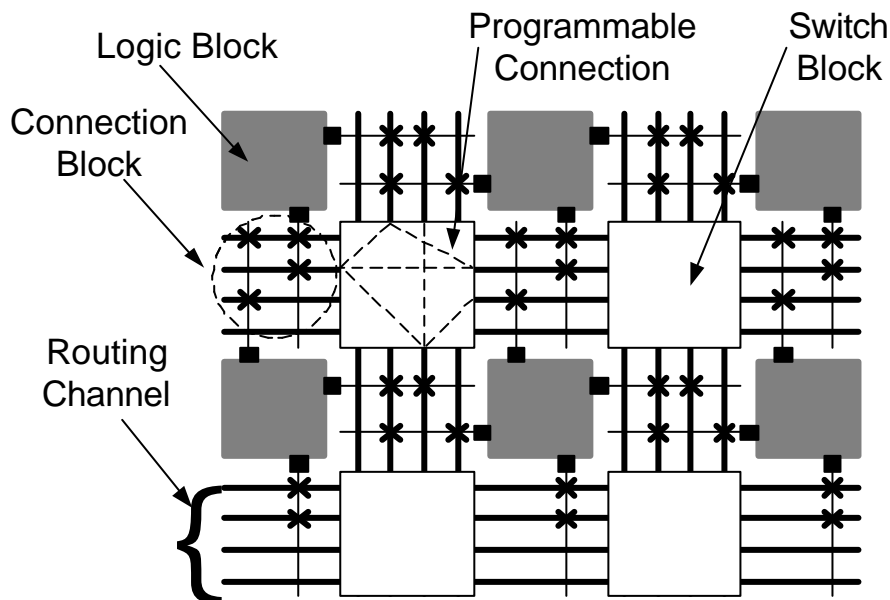 Logic Block
Programmable
Connection
Switch
Block
Connection
Block
Routing
Channel